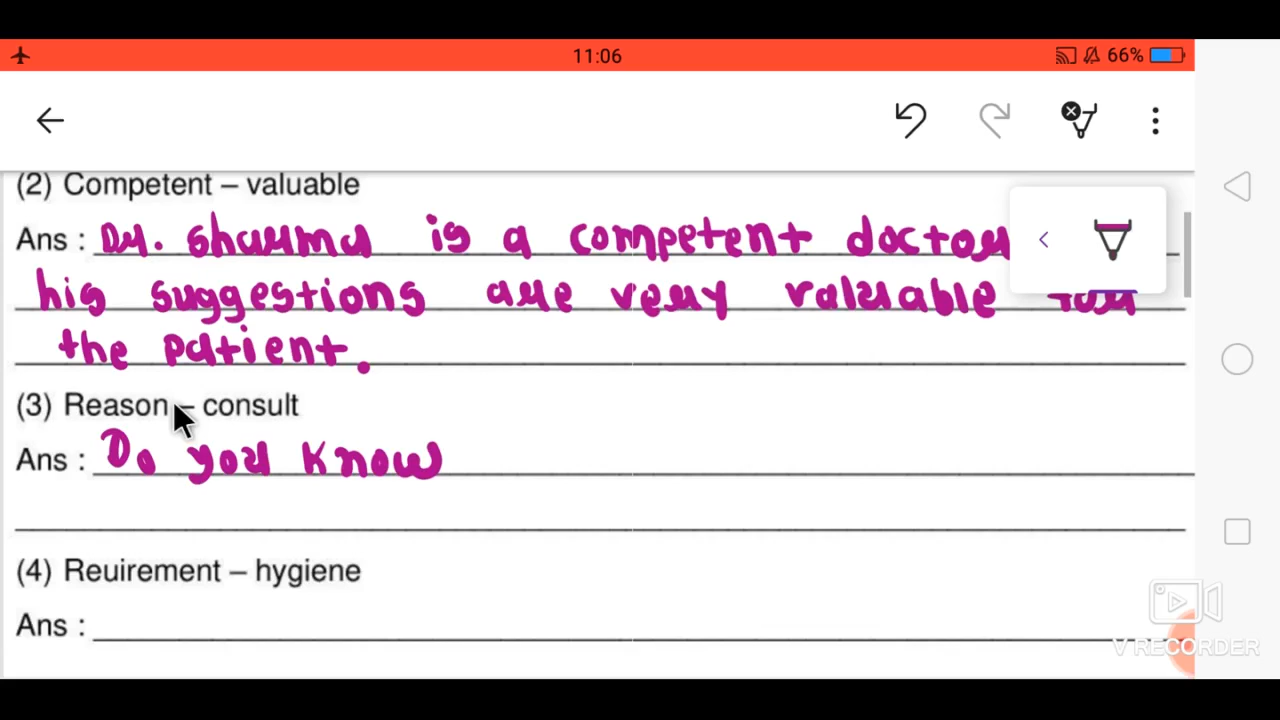 11:06
66%
(2) Competent – valuable
Ans : Dr. Sharma is a competent doctor
his suggestions are very valuable for
the patient.
(3) Reason – consult
Ans : Do you know
(4) Reuirement – hygiene
Ans :
V RECORDER